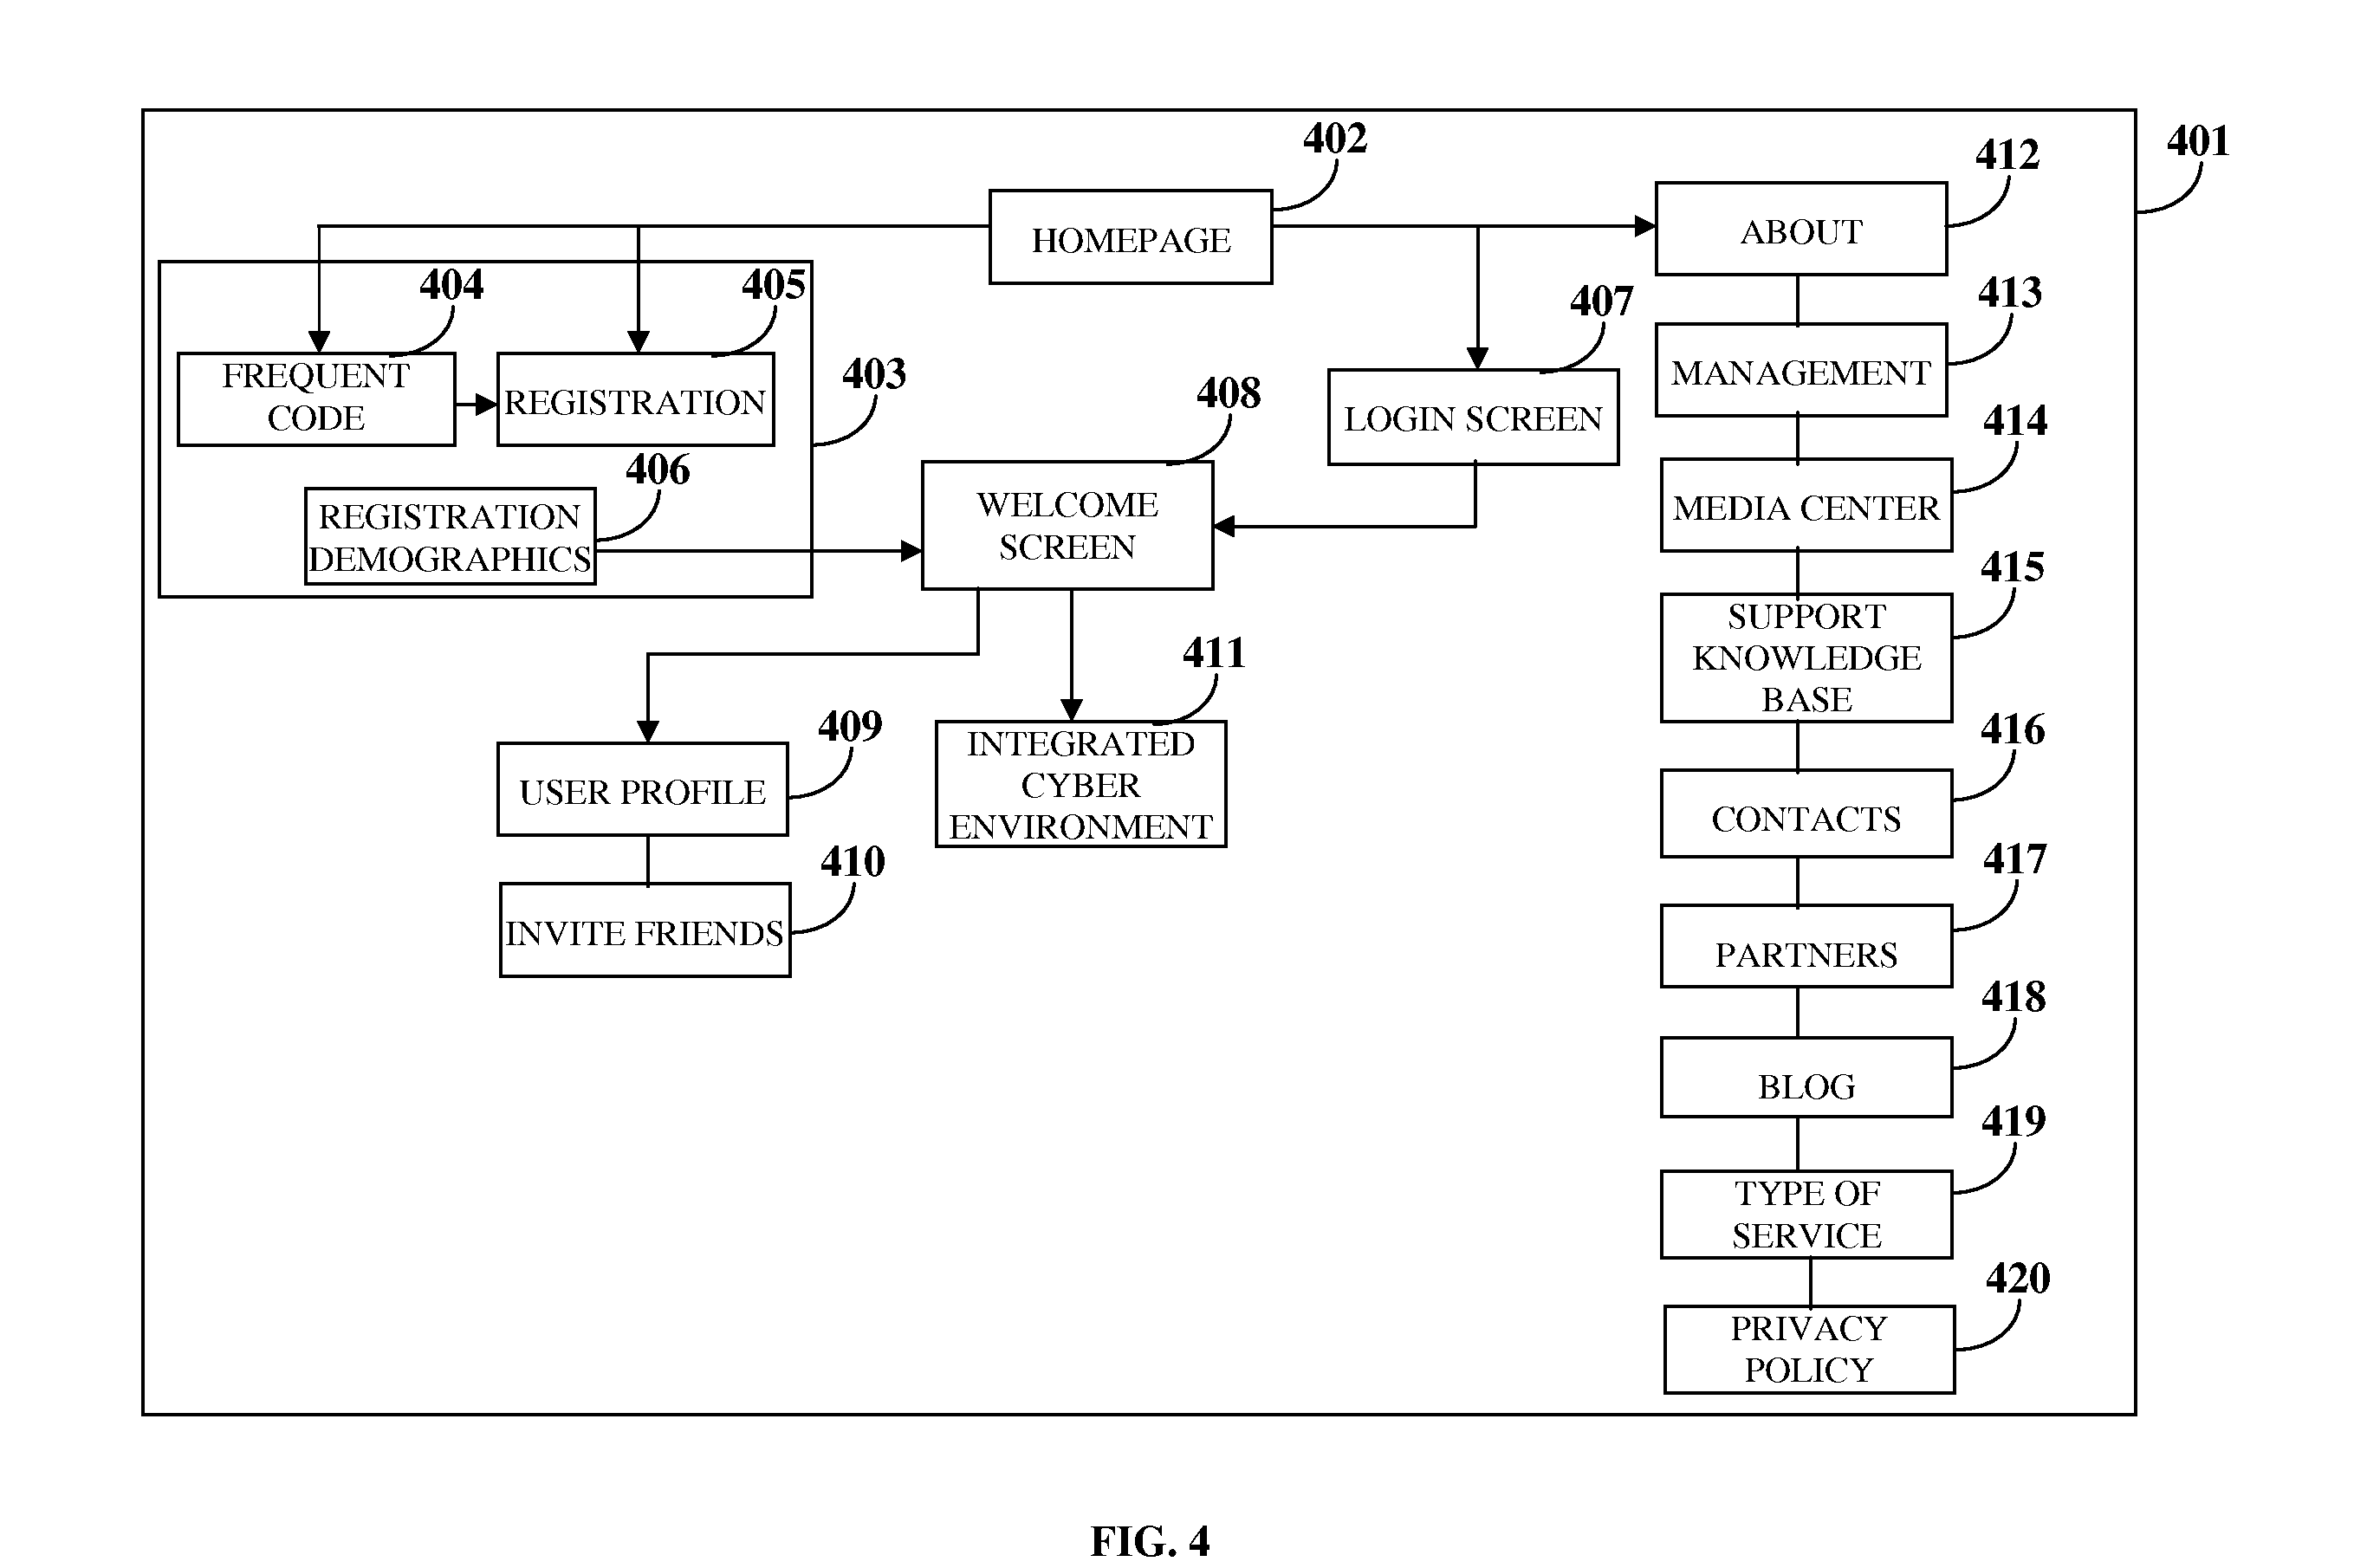 402
412
401
HOMEPAGE
ABOUT
404
405
407
413
FREQUENT
CODE
REGISTRATION
403
408
LOGIN SCREEN
MANAGEMENT
414
406
REGISTRATION
DEMOGRAPHICS
WELCOME
SCREEN
MEDIA CENTER
415
SUPPORT
KNOWLEDGE
BASE
411
409
416
USER PROFILE
INTEGRATED
CYBER
ENVIRONMENT
CONTACTS
410
417
INVITE FRIENDS
PARTNERS
418
BLOG
419
TYPE OF
SERVICE
420
PRIVACY
POLICY
FIG. 4